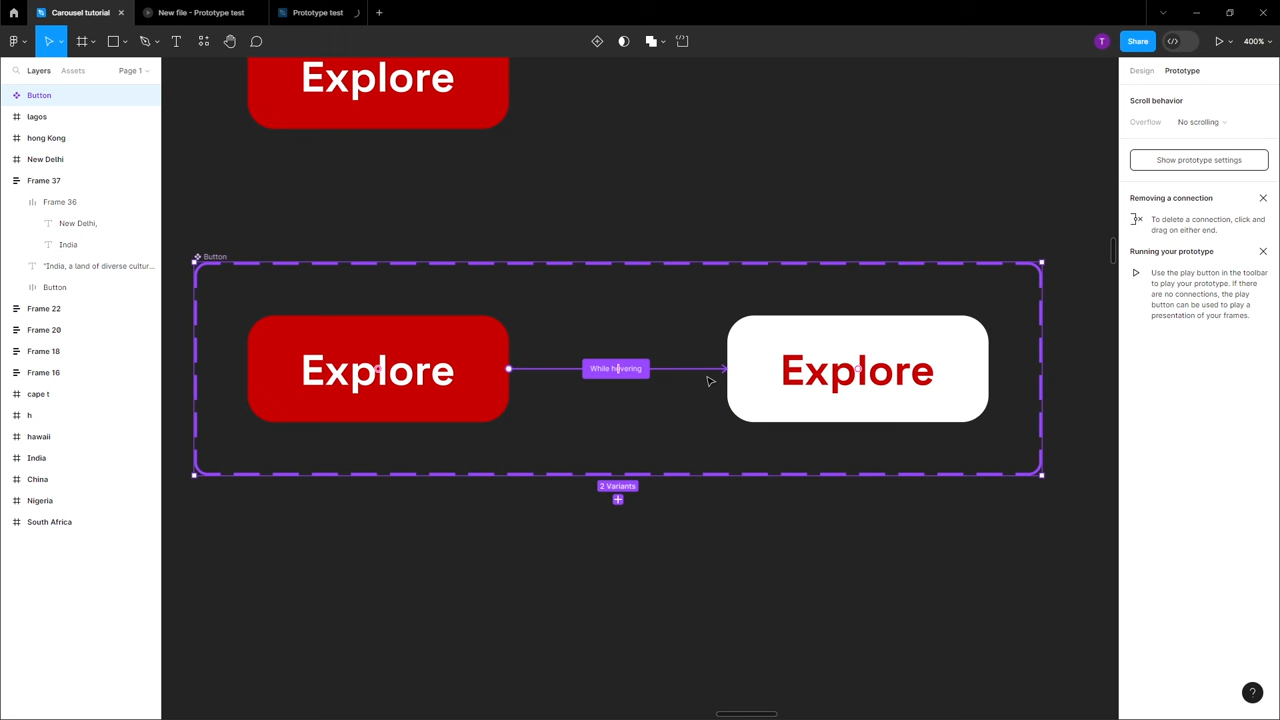 Carousel tutorial
New file - Prototype test
Prototype test
T
Share
400%
Layers
Assets
Page 1
Button
lagos
hong Kong
New Delhi
Frame 37
Frame 36
New Delhi,
India
"India, a land of diverse cultur...
Button
Frame 22
Frame 20
Frame 18
Frame 16
cape t
h
hawaii
India
China
Nigeria
South Africa
Explore
Button
Explore
While hovering
Explore
2 Variants
Design
Prototype
Scroll behavior
Overflow
No scrolling
Show prototype settings
Removing a connection
To delete a connection, click and
drag on either end.
Running your prototype
Use the play button in the toolbar
to play your prototype. If there
are no connections, the play
button can be used to play a
presentation of your frames.
?